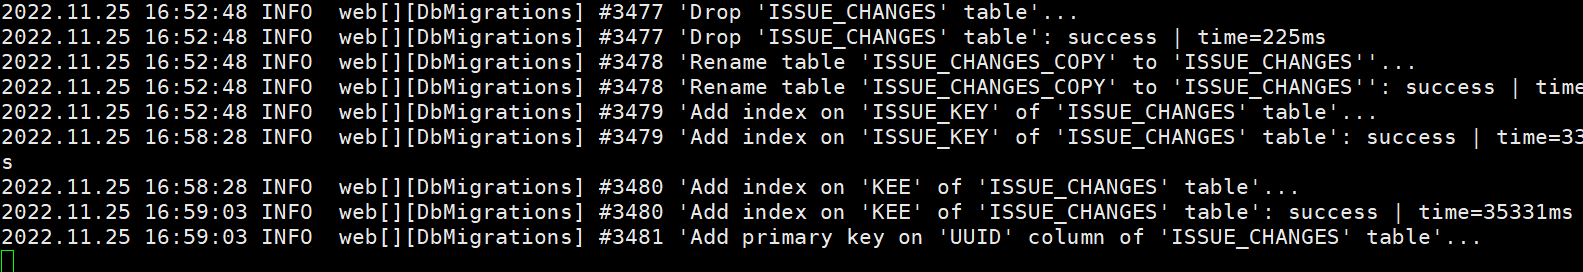 2022.11.25 16:52:48 INFO  web[][DbMigrations] #3477 'Drop 'ISSUE_CHANGES' table'...
2022.11.25 16:52:48 INFO  web[][DbMigrations] #3477 'Drop 'ISSUE_CHANGES' table': success | time=225ms
2022.11.25 16:52:48 INFO  web[][DbMigrations] #3478 'Rename table 'ISSUE_CHANGES_COPY' to 'ISSUE_CHANGES''...
2022.11.25 16:52:48 INFO  web[][DbMigrations] #3478 'Rename table 'ISSUE_CHANGES_COPY' to 'ISSUE_CHANGES'': success | time
2022.11.25 16:52:48 INFO  web[][DbMigrations] #3479 'Add index on 'ISSUE_KEY' of 'ISSUE_CHANGES' table'...
2022.11.25 16:58:28 INFO  web[][DbMigrations] #3479 'Add index on 'ISSUE_KEY' of 'ISSUE_CHANGES' table': success | time=33
s
2022.11.25 16:58:28 INFO  web[][DbMigrations] #3480 'Add index on 'KEE' of 'ISSUE_CHANGES' table'...
2022.11.25 16:59:03 INFO  web[][DbMigrations] #3480 'Add index on 'KEE' of 'ISSUE_CHANGES' table': success | time=35331ms
2022.11.25 16:59:03 INFO  web[][DbMigrations] #3481 'Add primary key on 'UUID' column of 'ISSUE_CHANGES' table'...